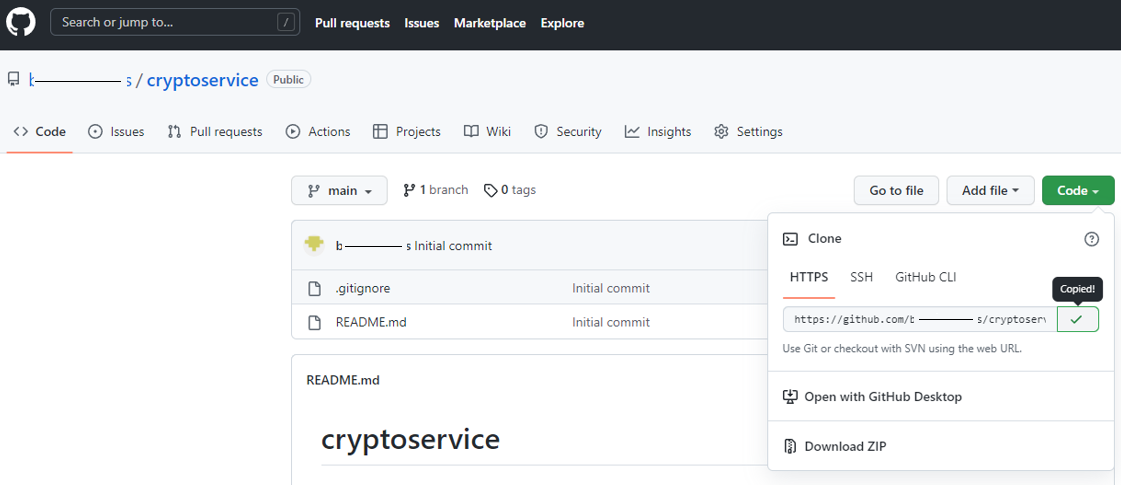 Search or jump to... / Pull requests Issues Marketplace Explore
b s / cryptoservice Public
Code Issues Pull requests Actions Projects Wiki Security Insights Settings
main 1 branch 0 tags Go to file Add file Code
b s Initial commit
.gitignore Initial commit
README.md Initial commit
Clone
HTTPS SSH GitHub CLI
Copied!
https://github.com/b s/cryptoserv
Use Git or checkout with SVN using the web URL.
Open with GitHub Desktop
Download ZIP
README.md
cryptoservice